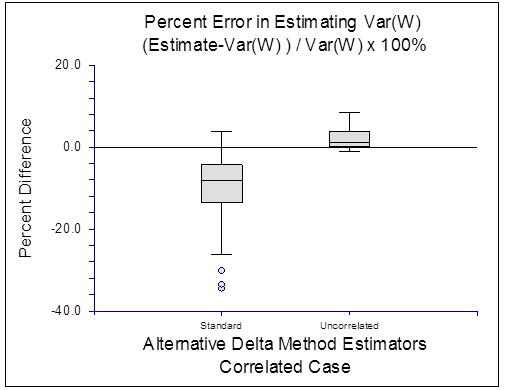 Percent Error in Estimating Var(W)
(Estimate-Var(W) ) / Var(W) x 100%
20.0
0.0
-20.0
-40.0
Percent Difference
Standard
Uncorrelated
Alternative Delta Method Estimators
Correlated Case